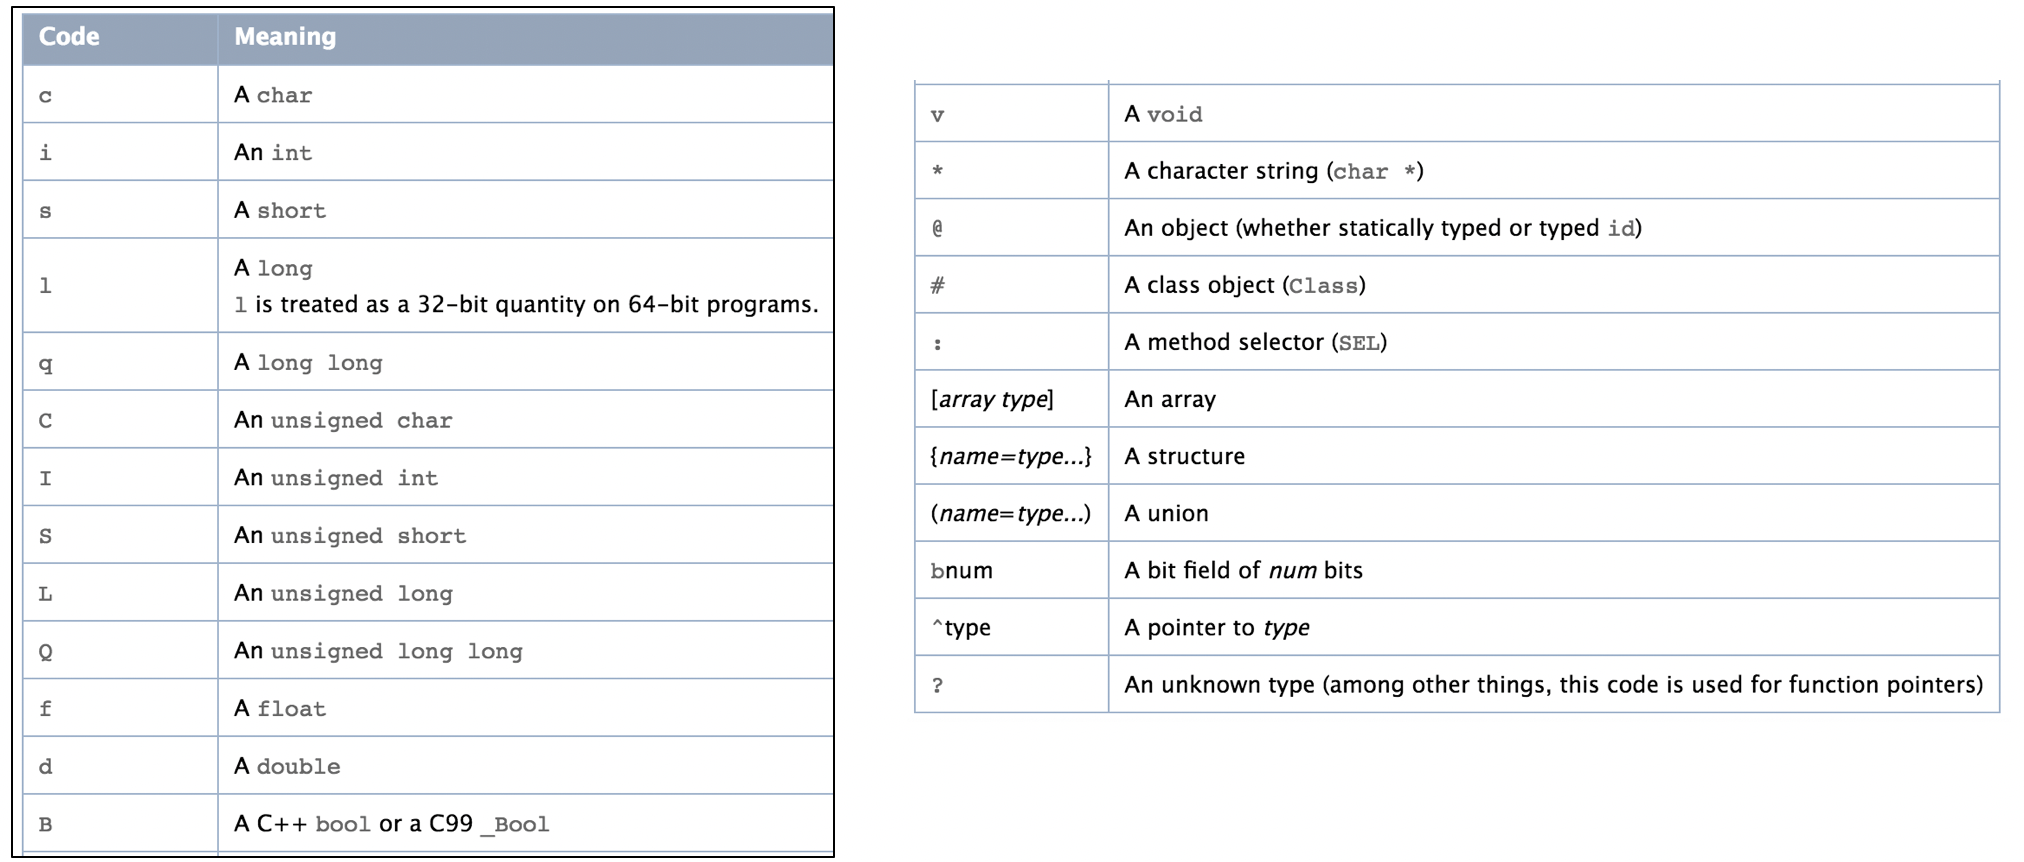 Code Meaning
c A char
i An int
s A short
l A long
l is treated as a 32-bit quantity on 64-bit programs.
q A long long
C An unsigned char
I An unsigned int
S An unsigned short
L An unsigned long
Q An unsigned long long
f A float
d A double
B A C++ bool or a C99 _Bool
v A void
* A character string (char *)
@ An object (whether statically typed or typed id)
# A class object (Class)
: A method selector (SEL)
[array type] An array
{name=type...} A structure
(name=type...) A union
bnum A bit field of num bits
^type A pointer to type
? An unknown type (among other things, this code is used for function pointers)